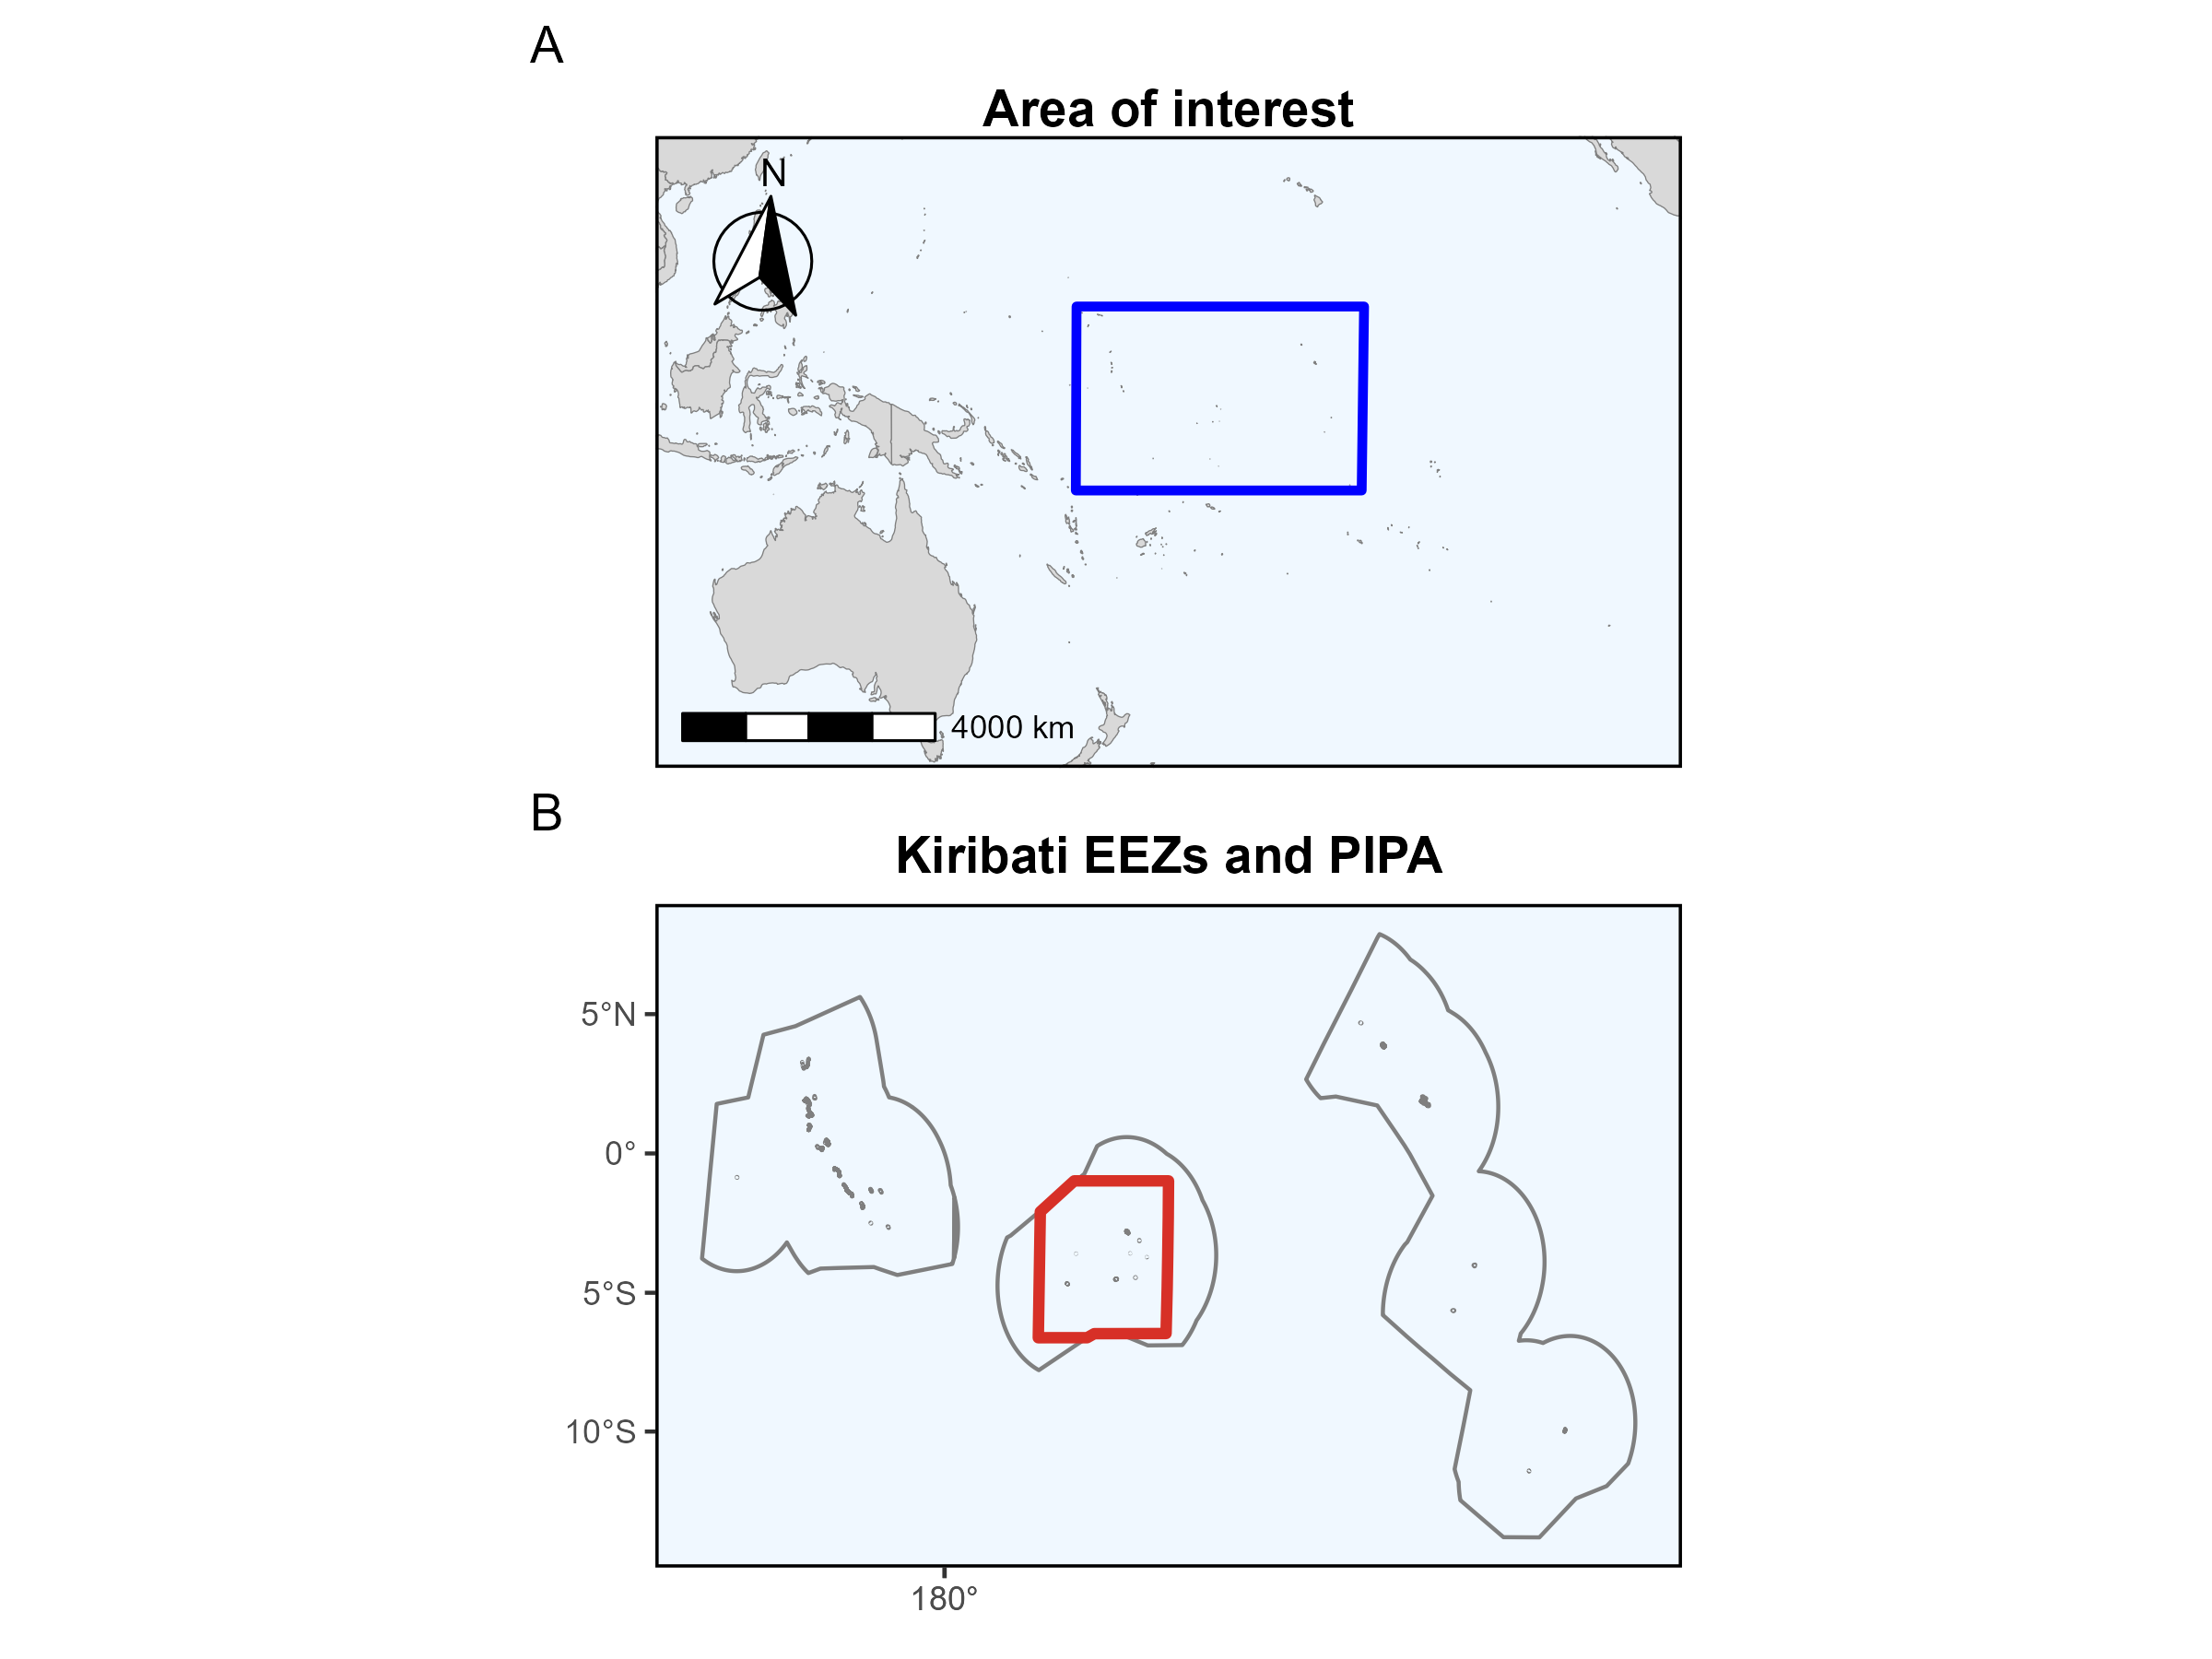 A
Area of interest
N
4000 km
B
Kiribati EEZs and PIPA
5°N
0°
5°S
10°S
180°